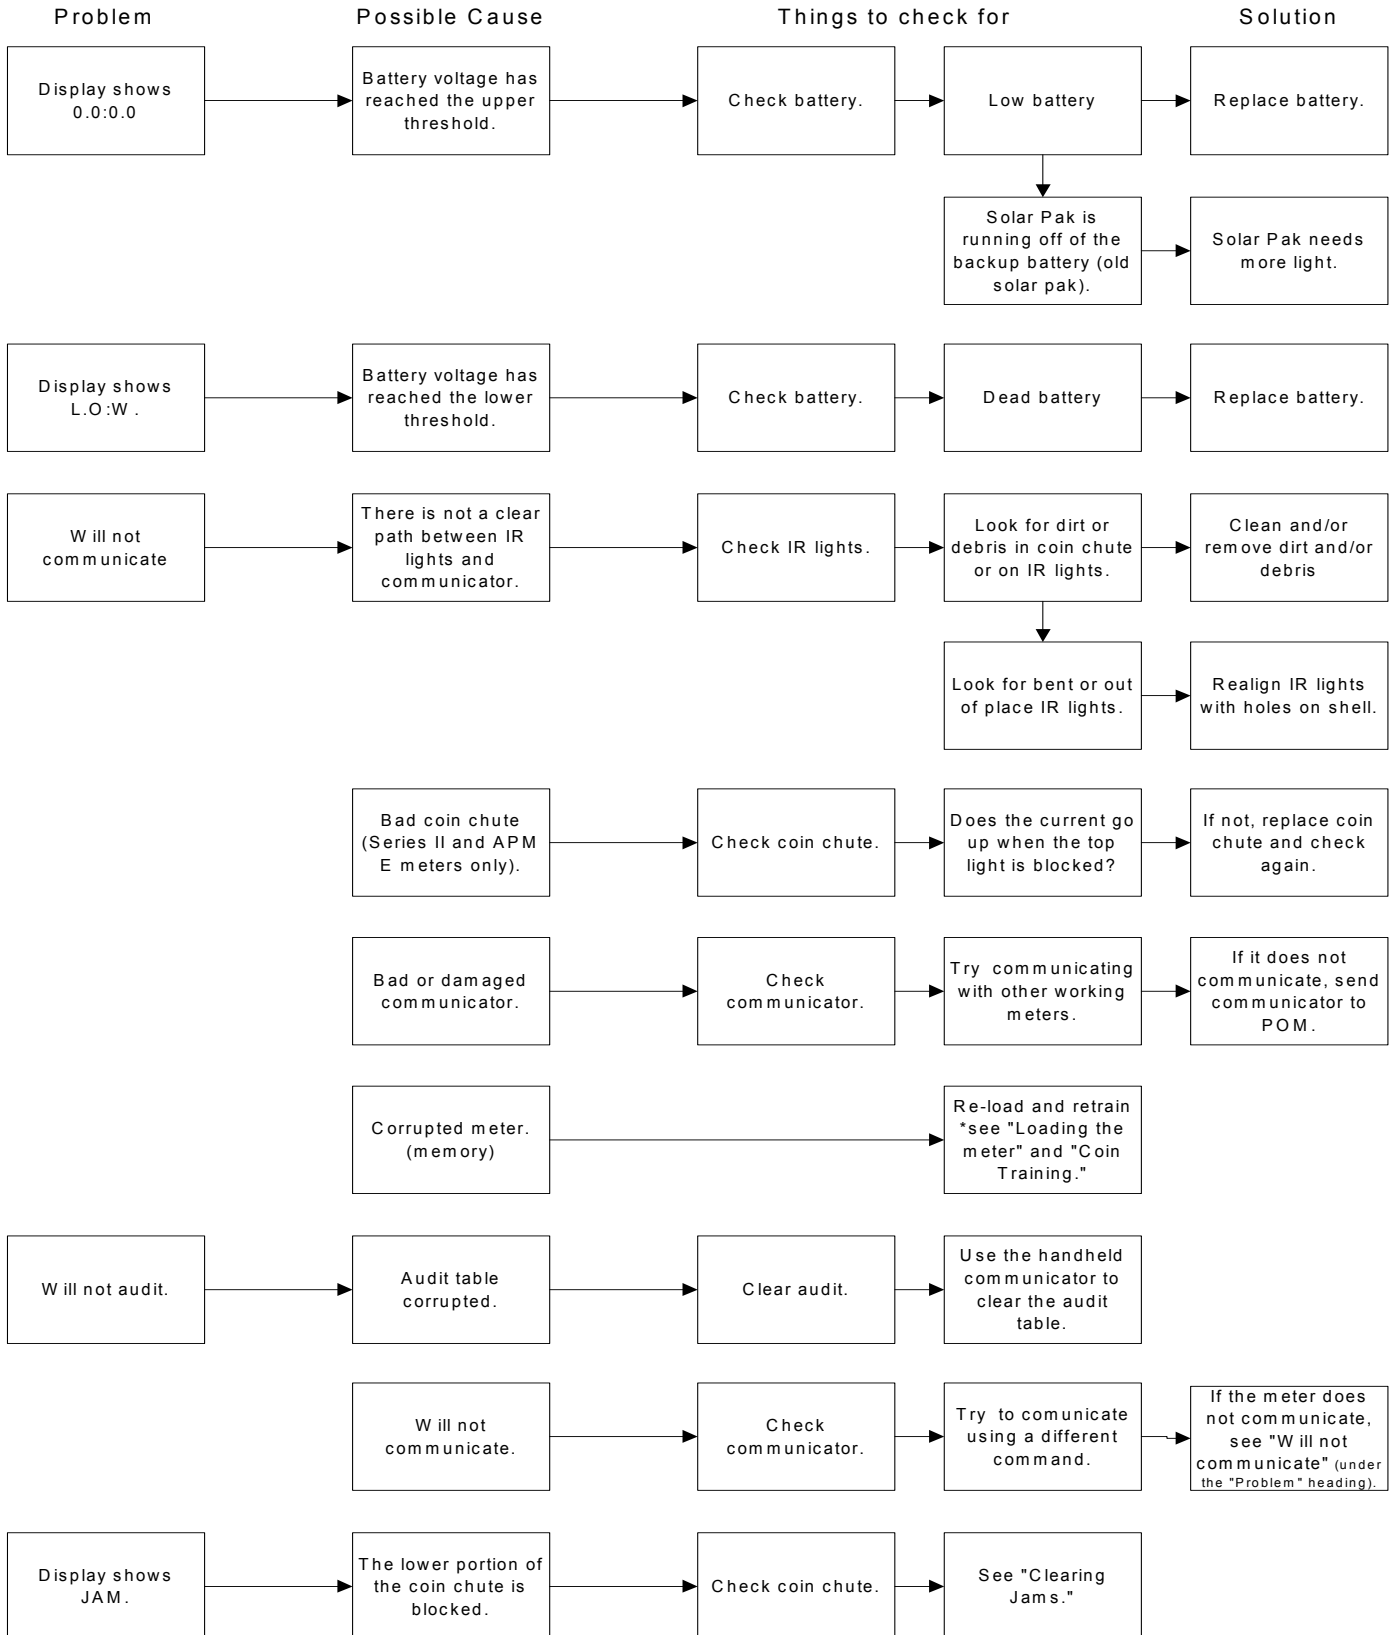 Problem
Possible Cause
Things to check for
Solution
Display shows
0.0:0.0
Battery voltage has
reached the upper
threshold.
Check battery.
Low battery
Replace battery.
Solar Pak is
running off of the
backup battery (old
solar pak).
Solar Pak needs
more light.
Display shows
L.O:W.
Battery voltage has
reached the lower
threshold.
Check battery.
Dead battery
Replace battery.
Will not
communicate
There is not a clear
path between IR
lights and
communicator.
Check IR lights.
Look for dirt or
debris in coin chute
or on IR lights.
Clean and/or
remove dirt and/or
debris
Look for bent or out
of place IR lights.
Realign IR lights
with holes on shell.
Bad coin chute
(Series II and APM
E meters only).
Check coin chute.
Does the current go
up when the top
light is blocked?
If not, replace coin
chute and check
again.
Bad or damaged
communicator.
Check
communicator.
Try communicating
with other working
meters.
If it does not
communicate, send
communicator to
POM.
Corrupted meter.
(memory)
Re-load and retrain
*see "Loading the
meter" and "Coin
Training."
Will not audit.
Audit table
corrupted.
Clear audit.
Use the handheld
communicator to
clear the audit
table.
Will not
communicate.
Check
communicator.
Try to comunicate
using a different
command.
If the meter does
not communicate,
see "Will not
communicate" (under
the "Problem" heading).
Display shows
JAM.
The lower portion of
the coin chute is
blocked.
Check coin chute.
See "Clearing
Jams."